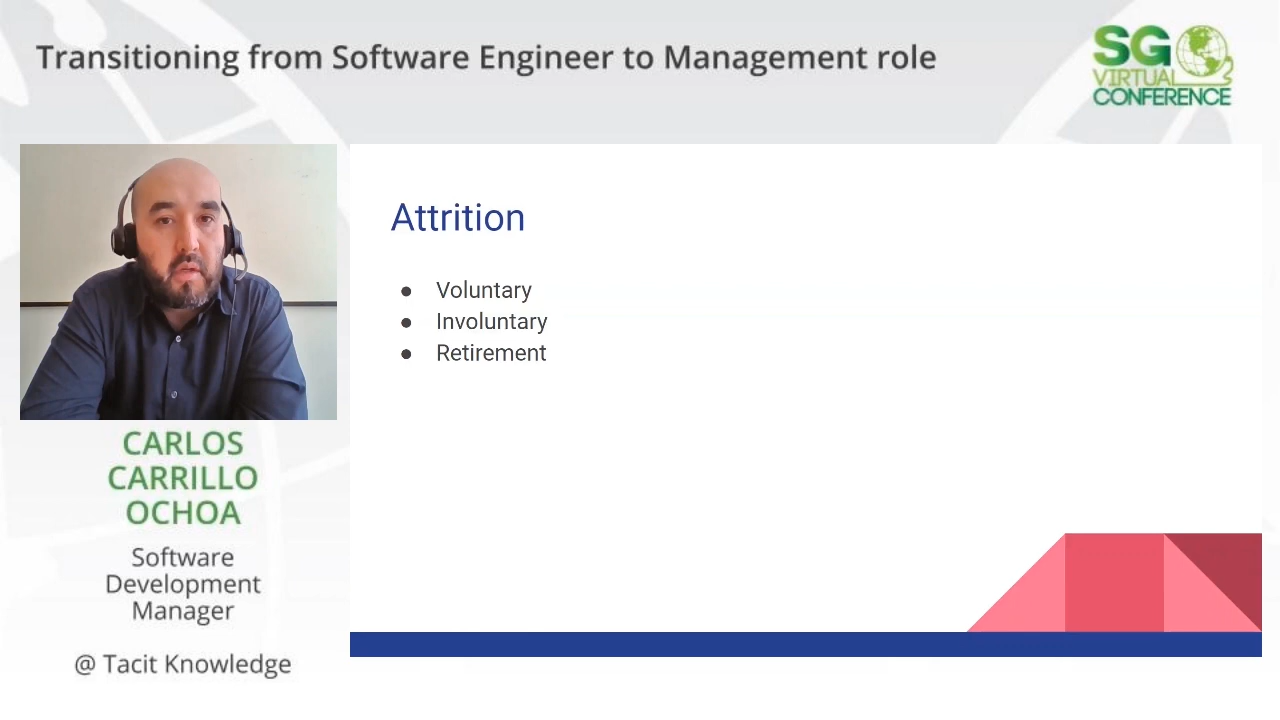 Transitioning from Software Engineer to Management role
SG
VIRTUAL
CONFERENCE
Attrition
● Voluntary
● Involuntary
● Retirement
CARLOS
CARRILLO
OCHOA
Software
Development
Manager
@ Tacit Knowledge